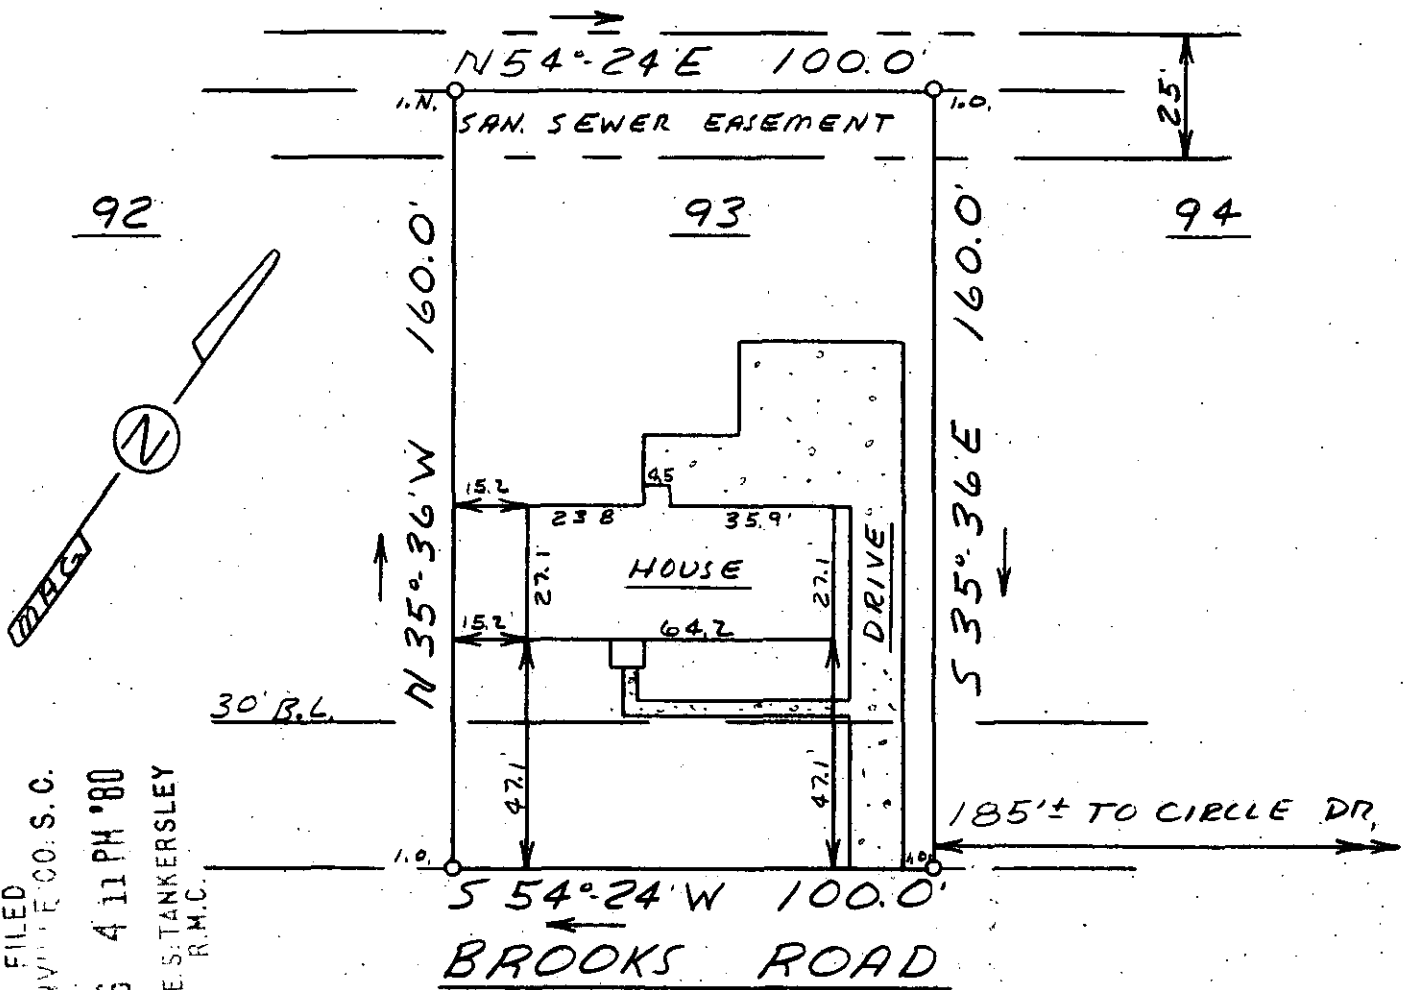 N 54°-24' E 100.0'
I.N.
I.O.
SAN. SEWER EASEMENT
25'
92
93
94
160.0'
160.0'
N 35°-36' W
S 35°-36' E
N
MAG
15.2
4.5
23 8
35.9'
27.1
HOUSE
27.1
DRIVE
15.2
64.2
30' B.L.
47.1'
47.1'
185'± TO CIRCLE DR.
I.O.
I.O.
S 54°-24' W 100.0'
BROOKS ROAD
FILED
CO. S. C.
4 11 PM '80
E.S. TANKERSLEY
R.M.C.